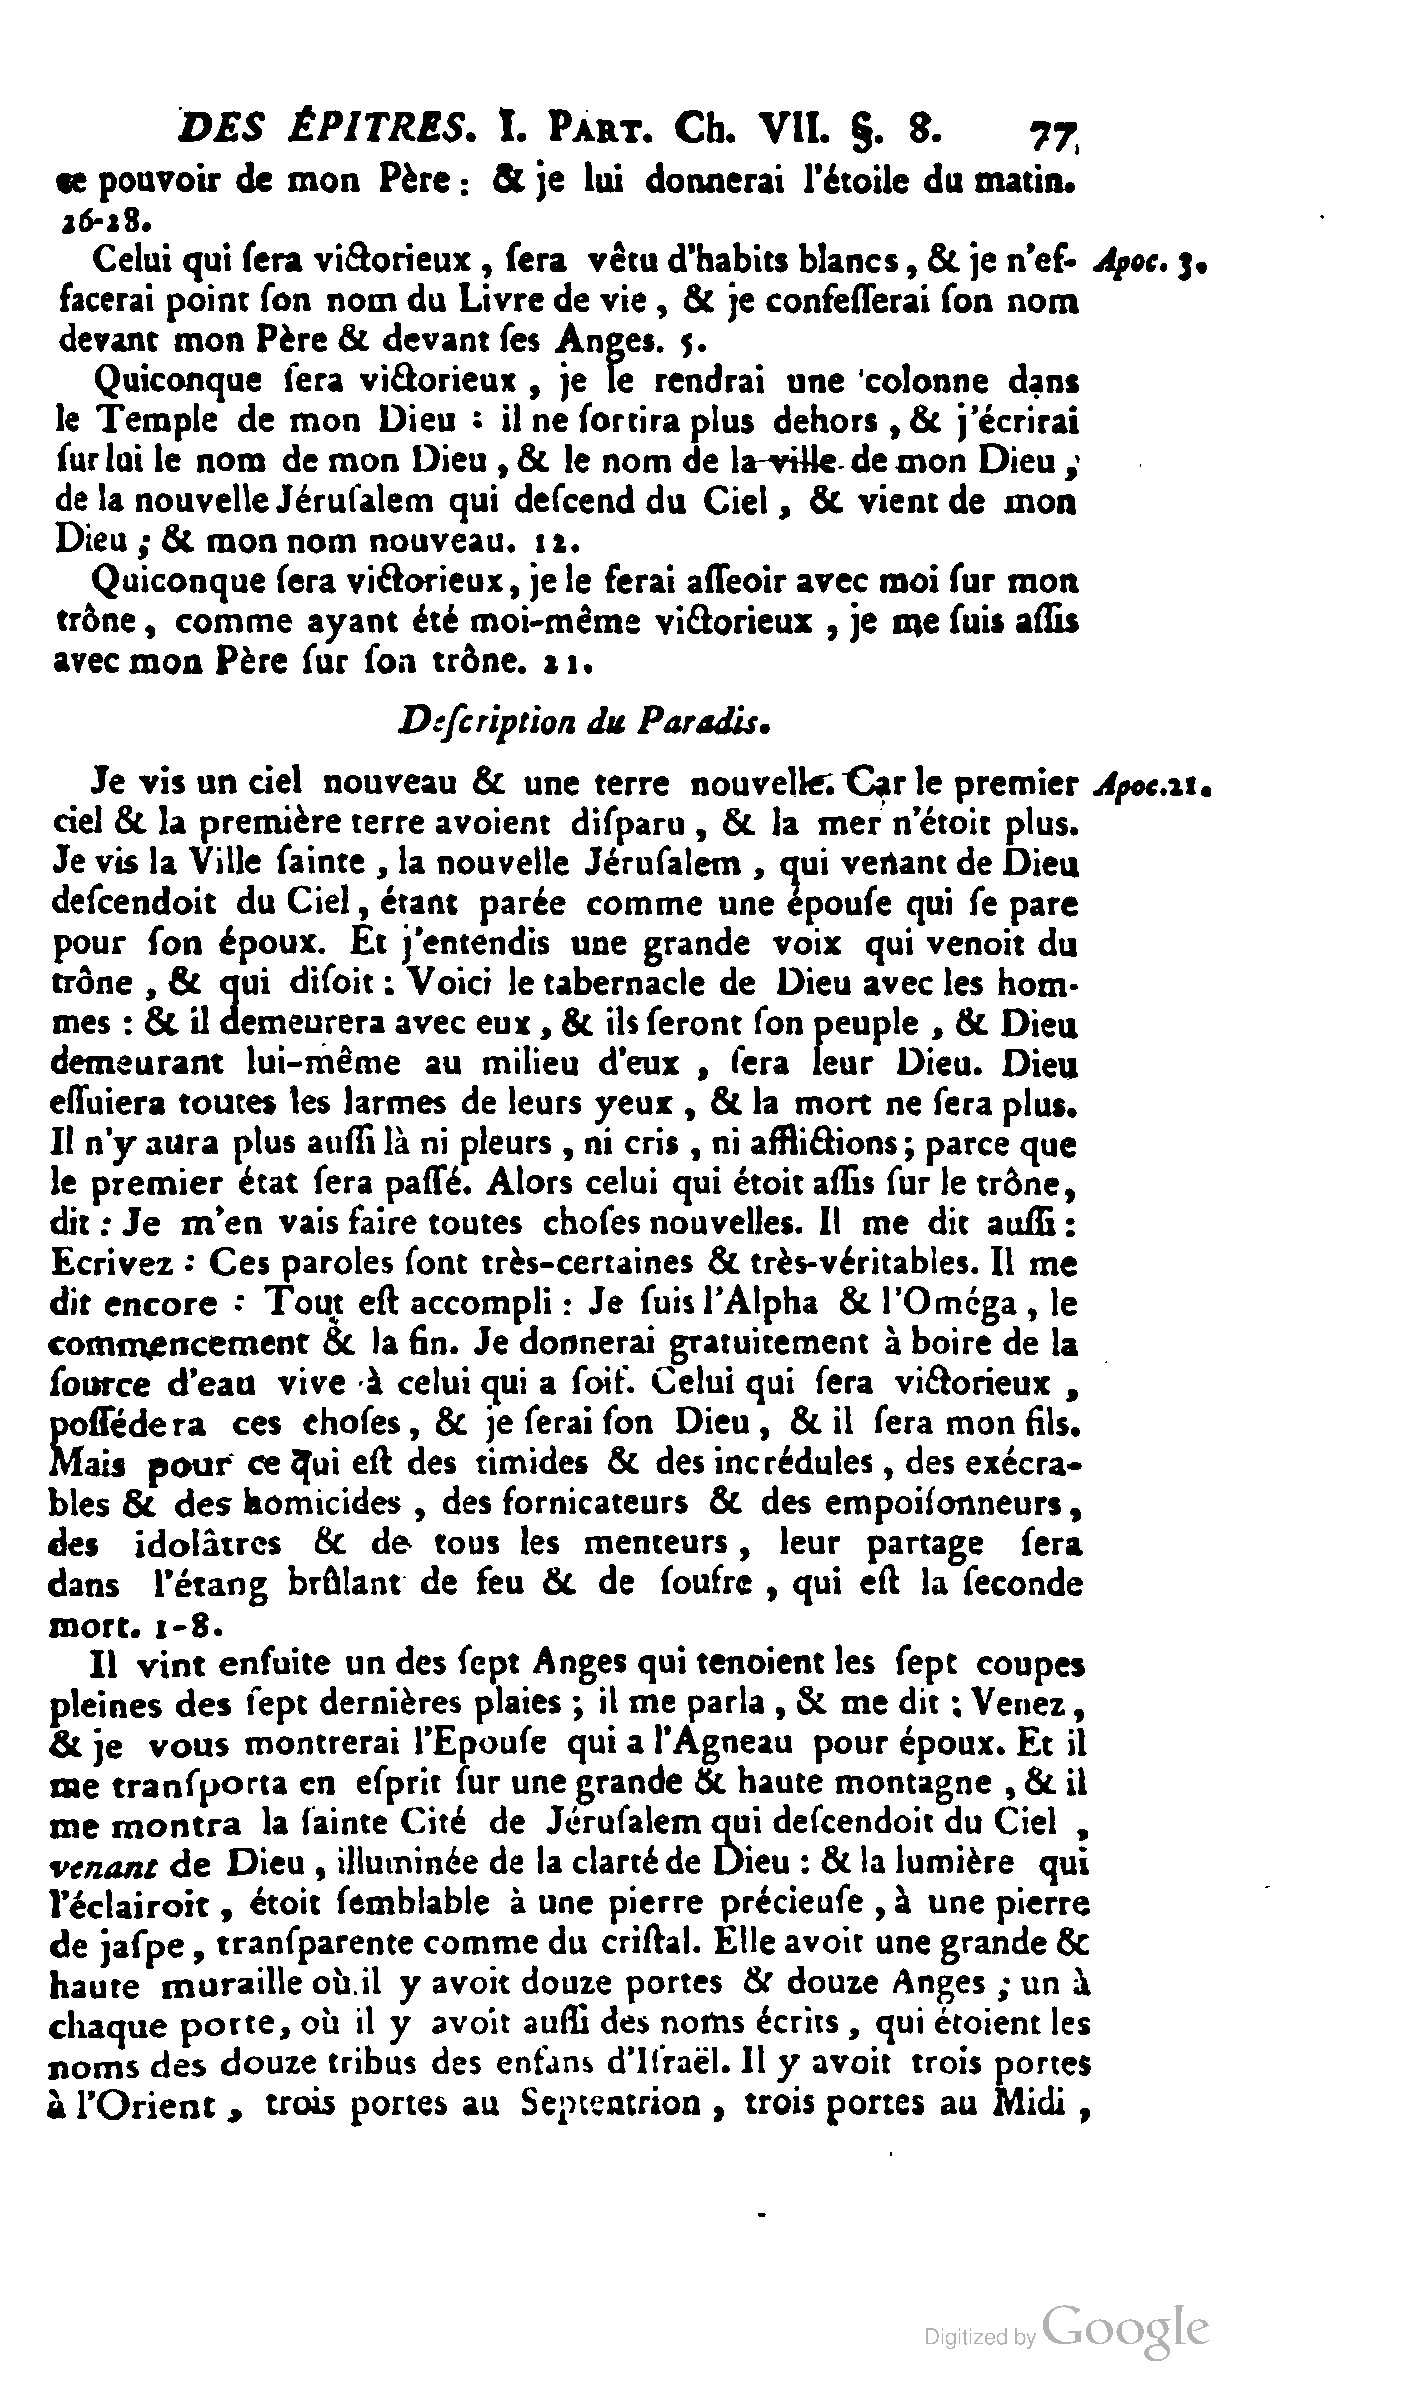 DES ÉPITRES. I. PART. Ch. VII. §. 8. 77
ce pouvoir de mon Père : & je lui donnerai l'étoile du matin.
26-28.
Celui qui ſera victorieux , ſera vêtu d'habits blancs , & je n'ef- Apoc. 3.
facerai point ſon nom du Livre de vie , & je confeſſerai ſon nom
devant mon Père & devant ſes Anges. 5.
Quiconque ſera victorieux , je le rendrai une colonne dans
le Temple de mon Dieu : il ne ſortira plus dehors , & j'écrirai
ſur lui le nom de mon Dieu , & le nom de la ville de mon Dieu ,
de la nouvelle Jéruſalem qui deſcend du Ciel , & vient de mon
Dieu ; & mon nom nouveau. 12.
Quiconque ſera victorieux, je le ferai aſſeoir avec moi ſur mon
trône, comme ayant été moi-même victorieux , je me ſuis aſſis
avec mon Père ſur ſon trône. 21.
Deſcription du Paradis.
Je vis un ciel nouveau & une terre nouvelle. Car le premier Apoc.21.
ciel & la première terre avoient diſparu , & la mer n'étoit plus.
Je vis la Ville ſainte , la nouvelle Jéruſalem , qui venant de Dieu
deſcendoit du Ciel, étant parée comme une épouſe qui ſe pare
pour ſon époux. Et j'entendis une grande voix qui venoit du
trône , & qui diſoit : Voici le tabernacle de Dieu avec les hom-
mes : & il demeurera avec eux , & ils ſeront ſon peuple , & Dieu
demeurant lui-même au milieu d'eux , ſera leur Dieu. Dieu
eſſuiera toutes les larmes de leurs yeux , & la mort ne ſera plus.
Il n'y aura plus auſſi là ni pleurs , ni cris , ni afflictions ; parce que
le premier état ſera paſſé. Alors celui qui étoit aſſis ſur le trône,
dit : Je m'en vais faire toutes choſes nouvelles. Il me dit auſſi :
Ecrivez : Ces paroles ſont très-certaines & très-véritables. Il me
dit encore : Tout eſt accompli : Je ſuis l'Alpha & l'Oméga , le
commencement & la fin. Je donnerai gratuitement à boire de la
ſource d'eau vive à celui qui a ſoif. Celui qui ſera victorieux ,
poſſédera ces choſes, & je ſerai ſon Dieu, & il ſera mon fils.
Mais pour ce qui eſt des timides & des incrédules , des exécra-
bles & des homicides , des fornicateurs & des empoiſonneurs,
des idolâtres & de tous les menteurs, leur partage ſera
dans l'étang brûlant de feu & de ſoufre , qui eſt la ſeconde
mort. 1-8.
Il vint enſuite un des ſept Anges qui tenoient les ſept coupes
pleines des ſept dernières plaies ; il me parla , & me dit : Venez,
& je vous montrerai l'Epouſe qui a l'Agneau pour époux. Et il
me tranſporta en eſprit ſur une grande & haute montagne , & il
me montra la ſainte Cité de Jéruſalem qui deſcendoit du Ciel ,
venant de Dieu , illuminée de la clarté de Dieu : & la lumière qui
l'éclairoit , étoit ſemblable à une pierre précieuſe , à une pierre
de jaſpe, tranſparente comme du criſtal. Elle avoit une grande &
haute muraille où il y avoit douze portes & douze Anges ; un à
chaque porte, où il y avoit auſſi des noms écrits , qui étoient les
noms des douze tribus des enfans d'Iſraël. Il y avoit trois portes
à l'Orient , trois portes au Septentrion , trois portes au Midi ,
Digitized by Google